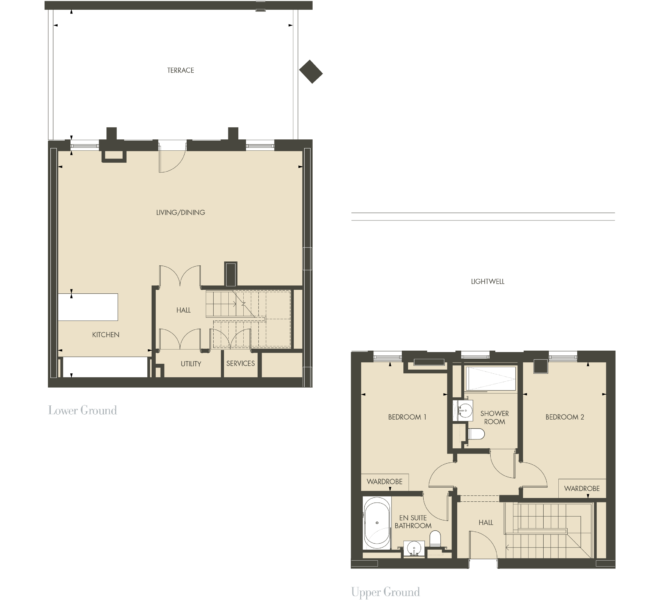 TERRACE
LIVING/DINING
HALL
KITCHEN
UTILITY
SERVICES
Lower Ground
LIGHTWELL
BEDROOM 1
SHOWER
ROOM
BEDROOM 2
WARDROBE
WARDROBE
EN SUITE
BATHROOM
HALL
Upper Ground